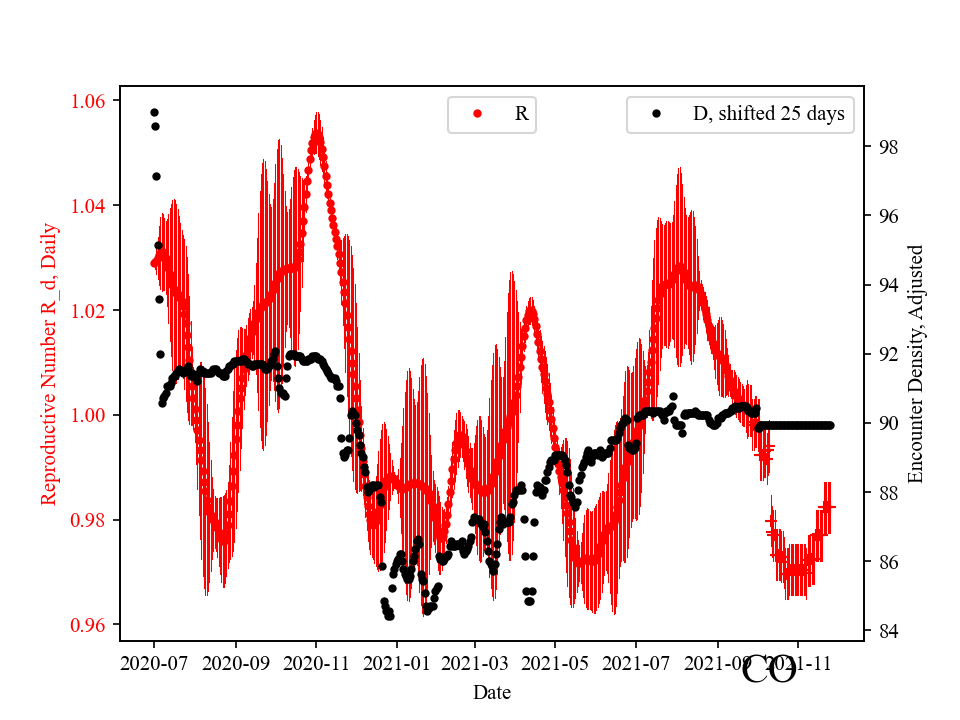 R
D, shifted 25 days
1.06
1.04
1.02
1.00
0.98
0.96
Reproductive Number R_d, Daily
98
96
94
92
90
88
86
84
Encounter Density, Adjusted
2020-07 2020-09 2020-11 2021-01 2021-03 2021-05 2021-07 2021-09 2021-11
CO
Date